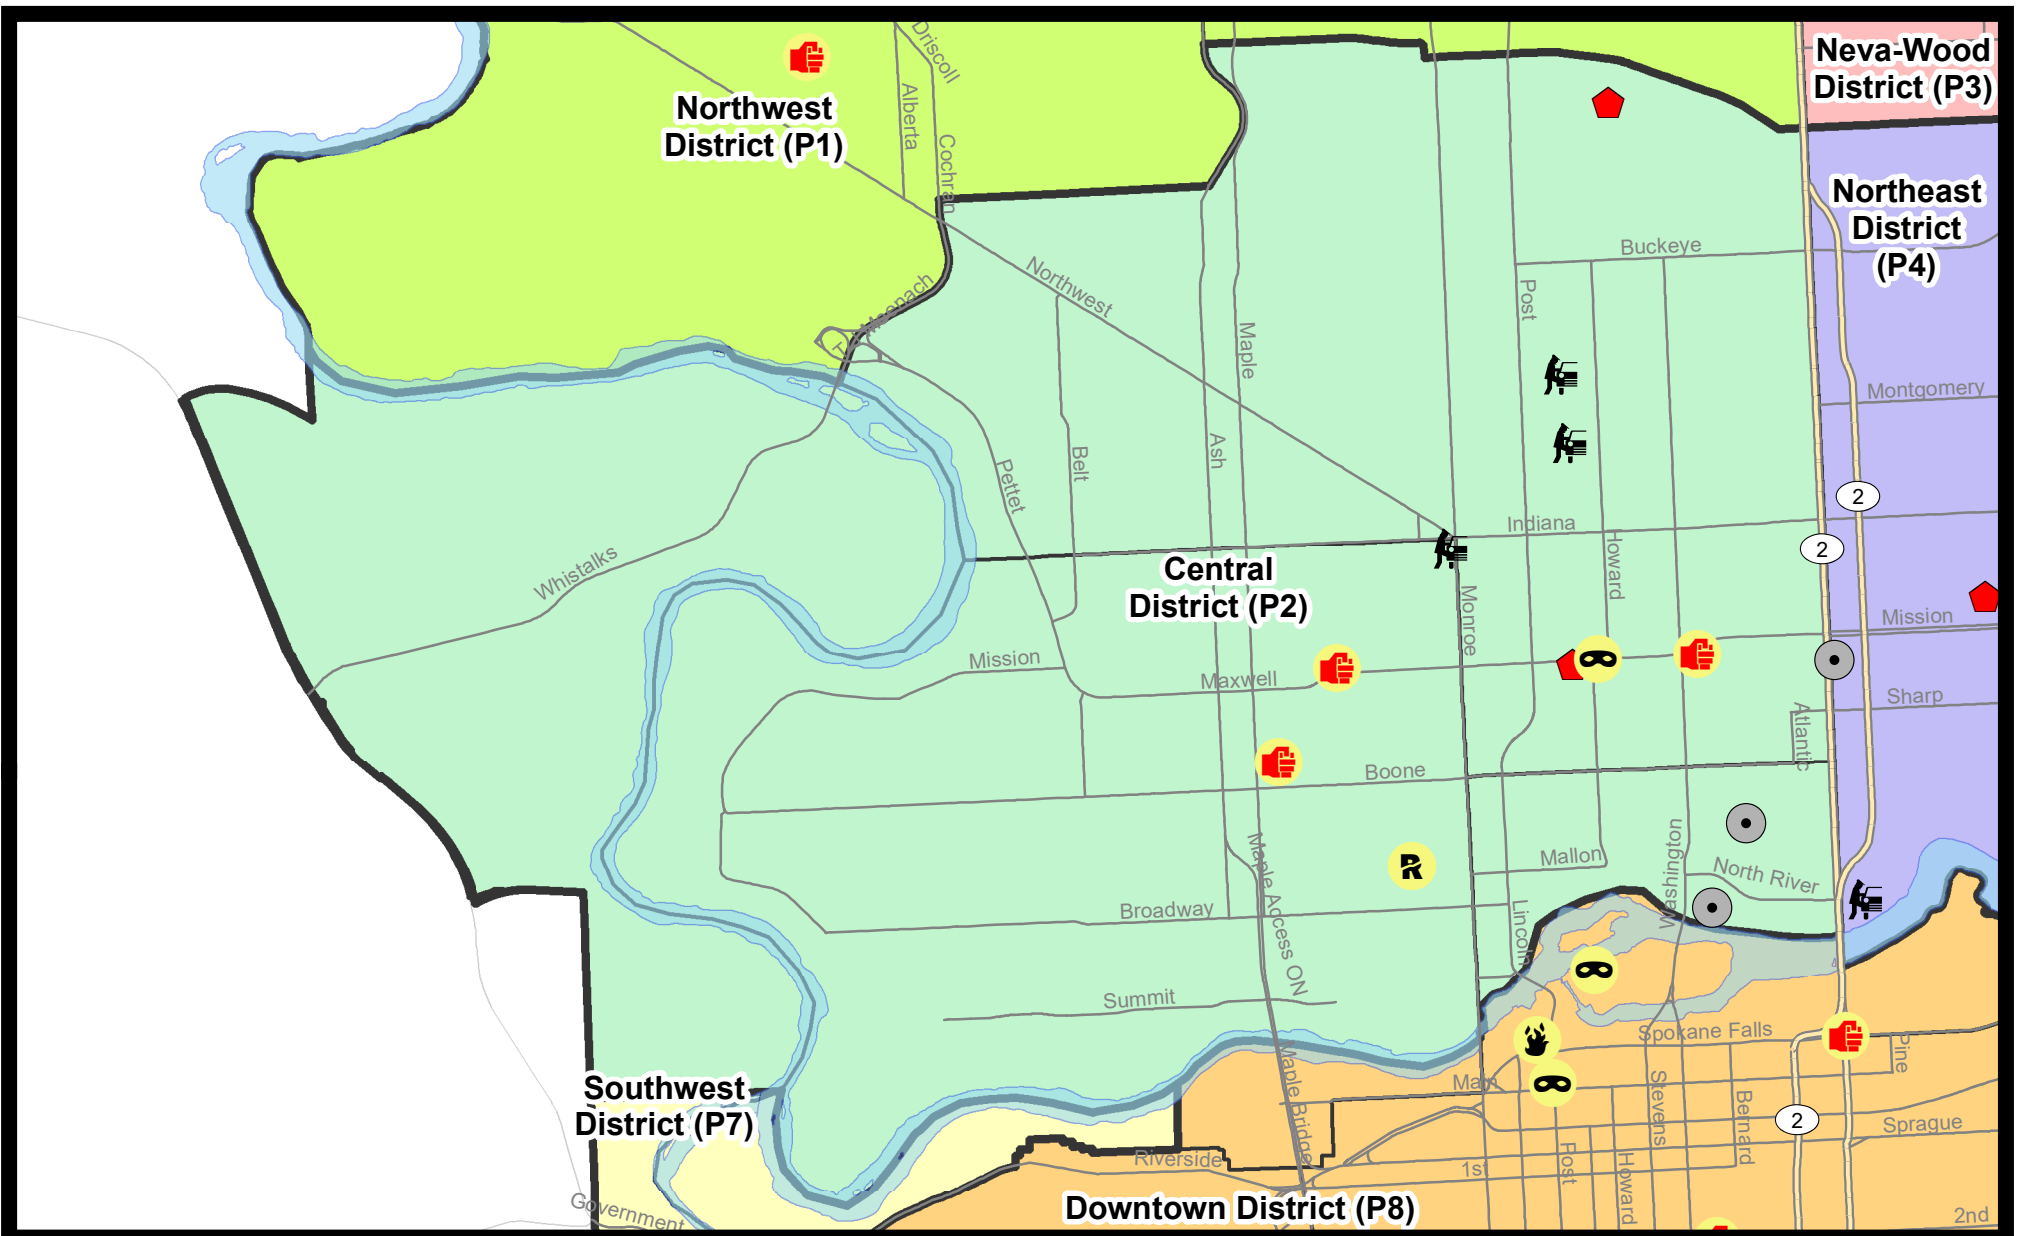 Driscoll
Neva-Wood
District (P3)
Northwest
District (P1)
Alberta
Cochran
Northeast
District
(P4)
Buckeye
Northwest
Post
Maple
Montgomery
Ash
Belt
Pettet
2
Indiana
2
Howard
Whistalks
Central
District (P2)
Monroe
Mission
Mission
Maxwell
Sharp
Atlantic
Boone
Maple Access ON
Washington
Mallon
North River
R
Broadway
Lincoln
Summit
Spokane Falls
Pine
Main
Maple Bridge
Stevens
Bernard
Southwest
District (P7)
2
Sprague
Riverside
1st
Post
Howard
Government
Downtown District (P8)
2nd